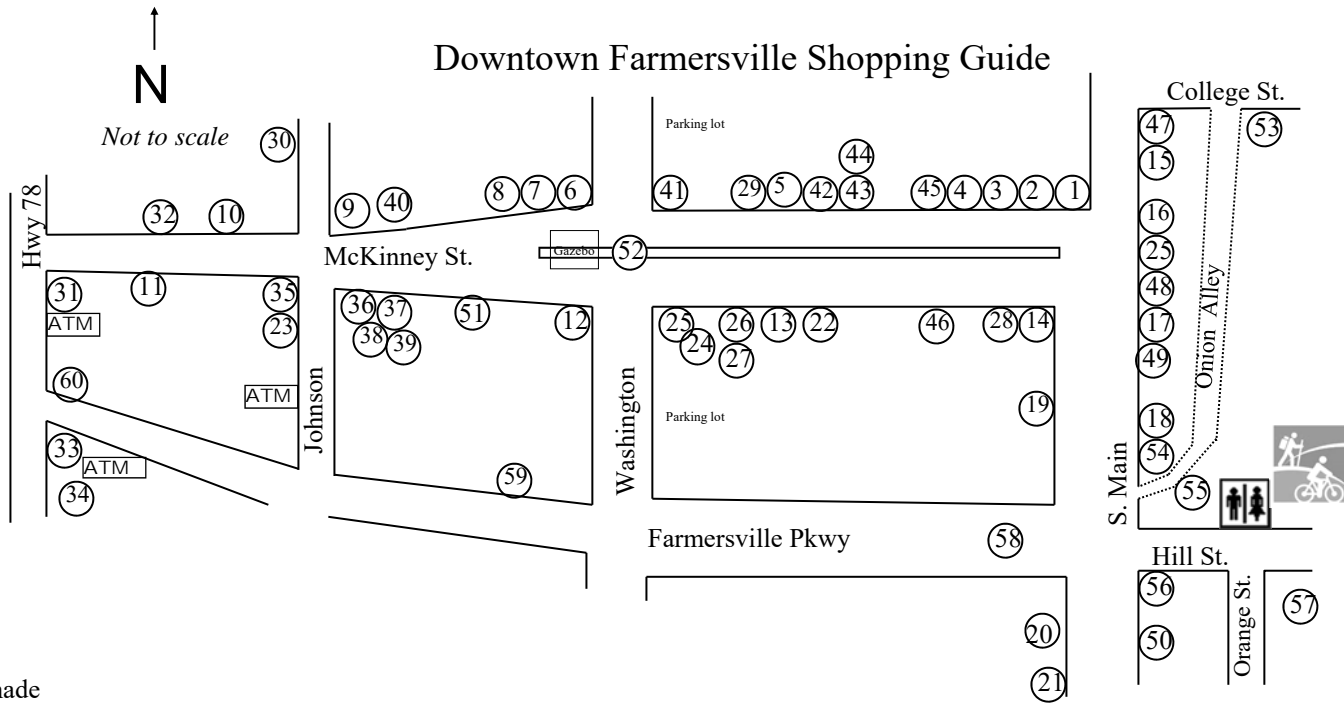 Downtown Farmersville Shopping Guide
N
Not to scale
College St.
Parking lot
47
53
30
15
44
8 7 6
41
29 5 42 43
45 4 3 2 1
9 40
32 10
16
Hwy 78
McKinney St.
Gazebo
52
25
31 11 35
48
Onion Alley
36 37 51 12
25 26 13 22 46 28 14
17
ATM
23
38 39
24
27
49
60
ATM
Johnson
Washington
Parking lot
19
18
33
ATM
34
59
S. Main
54
55
Farmersville Pkwy
58
Hill St.
56
Orange St.
57
20
50
21
nade